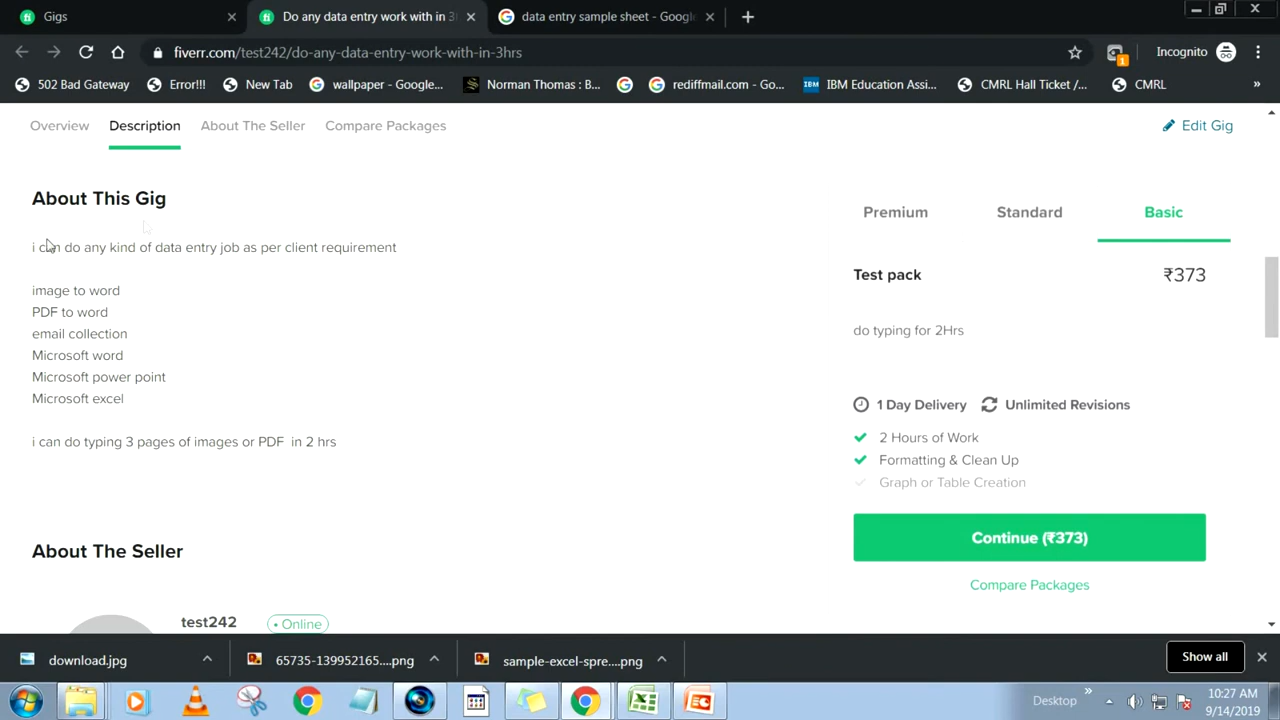 Gigs
Do any data entry work with in 3
data entry sample sheet - Google
fiverr.com/test242/do-any-data-entry-work-with-in-3hrs
Incognito
502 Bad Gateway
Error!!!
New Tab
wallpaper - Google...
Norman Thomas : B...
rediffmail.com - Go...
IBM Education Assi...
CMRL Hall Ticket /...
CMRL
»
Overview
Description
About The Seller
Compare Packages
Edit Gig
About This Gig
i can do any kind of data entry job as per client requirement
image to word
PDF to word
email collection
Microsoft word
Microsoft power point
Microsoft excel
i can do typing 3 pages of images or PDF in 2 hrs
Premium
Standard
Basic
Test pack
₹373
do typing for 2Hrs
1 Day Delivery
Unlimited Revisions
2 Hours of Work
Formatting & Clean Up
Graph or Table Creation
Continue (₹373)
Compare Packages
About The Seller
test242
• Online
download.jpg
65735-139952165....png
sample-excel-spre....png
Show all
Desktop
»
10:27 AM
9/14/2019